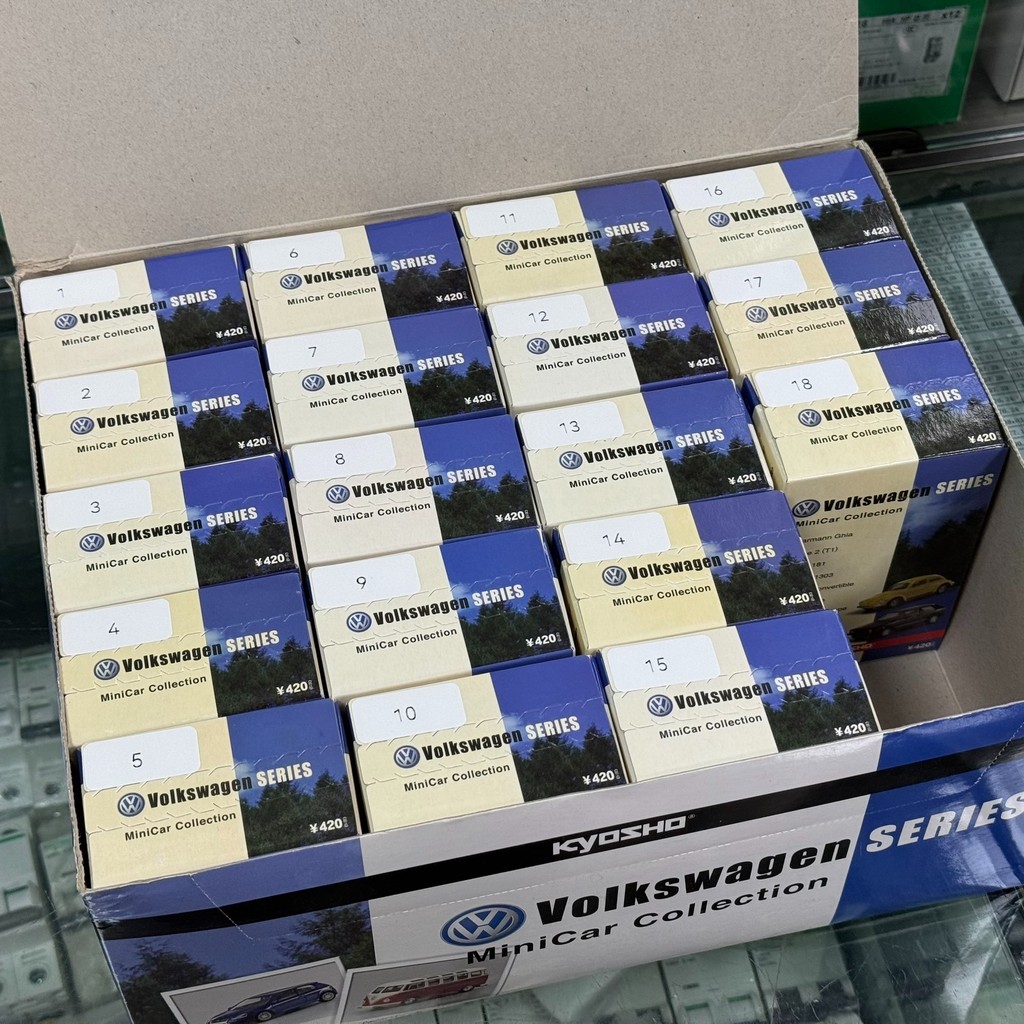 x12
1
Volkswagen SERIES
MiniCar Collection
¥420
2
Volkswagen SERIES
MiniCar Collection
¥420
3
Volkswagen SERIES
MiniCar Collection
¥420
4
Volkswagen SERIES
MiniCar Collection
¥420
5
Volkswagen SERIES
MiniCar Collection
¥420
6
Volkswagen SERIES
MiniCar Collection
¥420
7
Volkswagen SERIES
MiniCar Collection
¥420
8
Volkswagen SERIES
MiniCar Collection
¥420
9
Volkswagen SERIES
MiniCar Collection
¥420
10
Volkswagen SERIES
MiniCar Collection
¥420
11
Volkswagen SERIES
MiniCar Collection
¥420
12
Volkswagen SERIES
MiniCar Collection
¥420
13
Volkswagen SERIES
MiniCar Collection
¥420
14
Volkswagen SERIES
MiniCar Collection
¥420
15
Volkswagen SERIES
MiniCar Collection
¥420
16
Volkswagen SERIES
MiniCar Collection
¥420
17
Volkswagen SERIES
MiniCar Collection
¥420
18
Volkswagen SERIES
MiniCar Collection
¥420
Volkswagen SERIES
MiniCar Collection
Ghia
2 (T1)
1303
¥420
KYOSHO
Volkswagen SERIES
MiniCar Collection